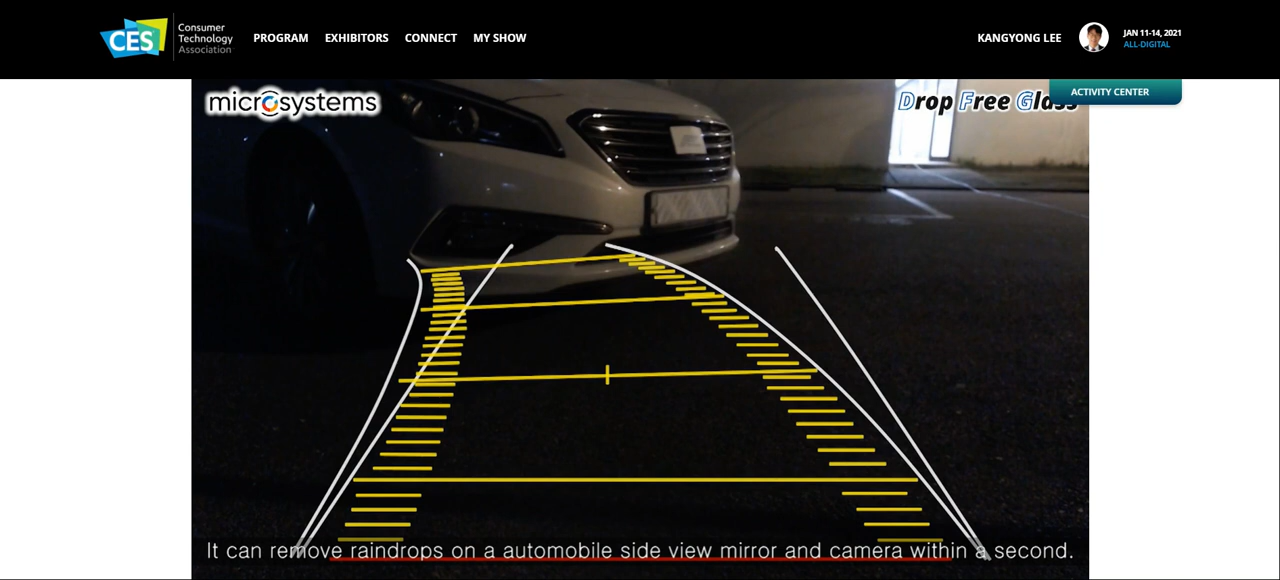 CES
Consumer
Technology
Association
PROGRAM EXHIBITORS CONNECT MY SHOW
KANGYONG LEE
JAN 11-14, 2021
ALL-DIGITAL
ACTIVITY CENTER
microsystems
Drop Free Glass
It can remove raindrops on a automobile side view mirror and camera within a second.